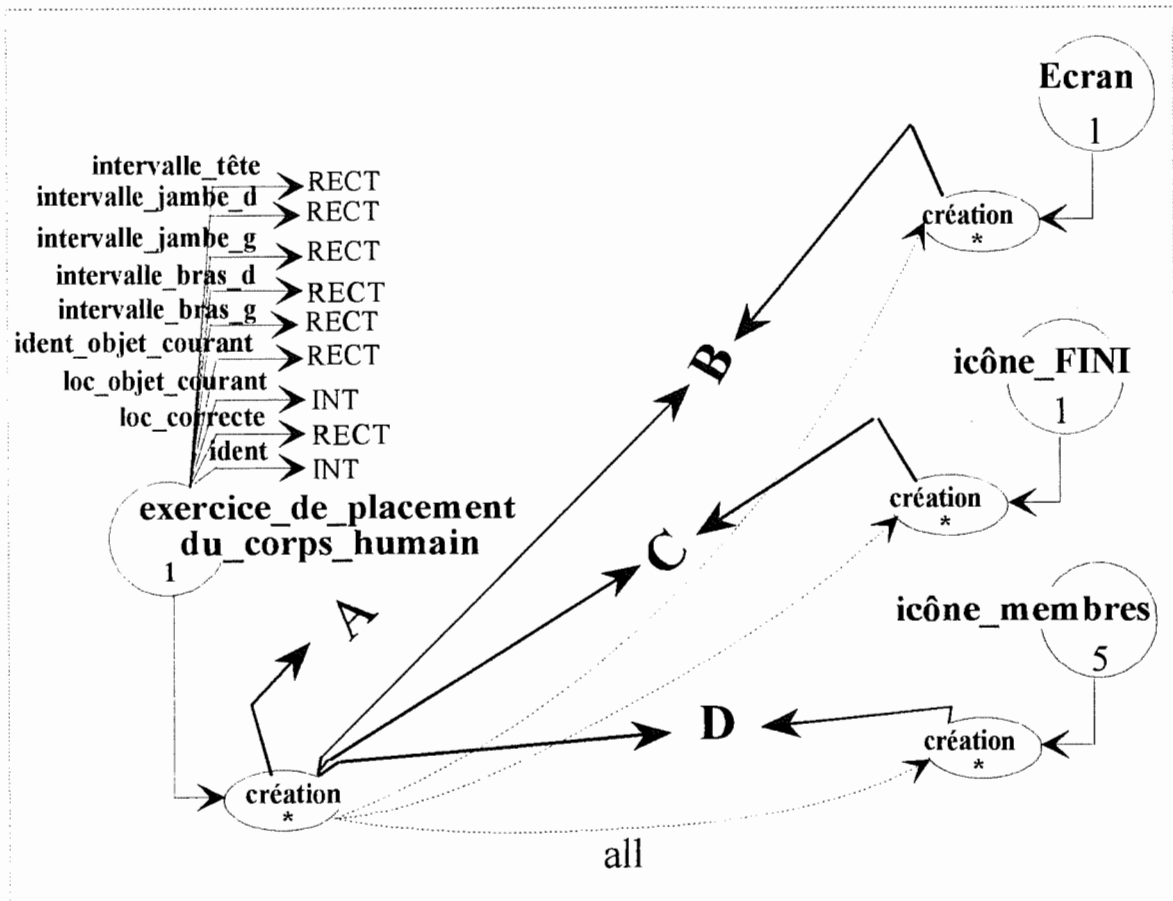 Ecran
1
création
*
intervalle_tête
RECT
intervalle_jambe_d
RECT
intervalle_jambe_g
RECT
intervalle_bras_d
RECT
intervalle_bras_g
RECT
ident_objet_courant
RECT
loc_objet_courant
INT
loc_correcte
RECT
ident
INT
exercice_de_placement
du_corps_humain
1
B
icône_FINI
1
création
*
C
A
icône_membres
5
D
création
*
création
*
all